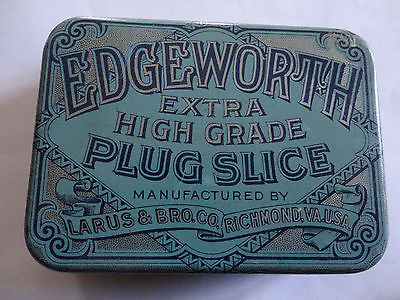 EDGEWORTH
EXTRA
HIGH GRADE
PLUG SLICE
MANUFACTURED BY
LARUS & BRO. CO. RICHMOND, VA. U.S.A.